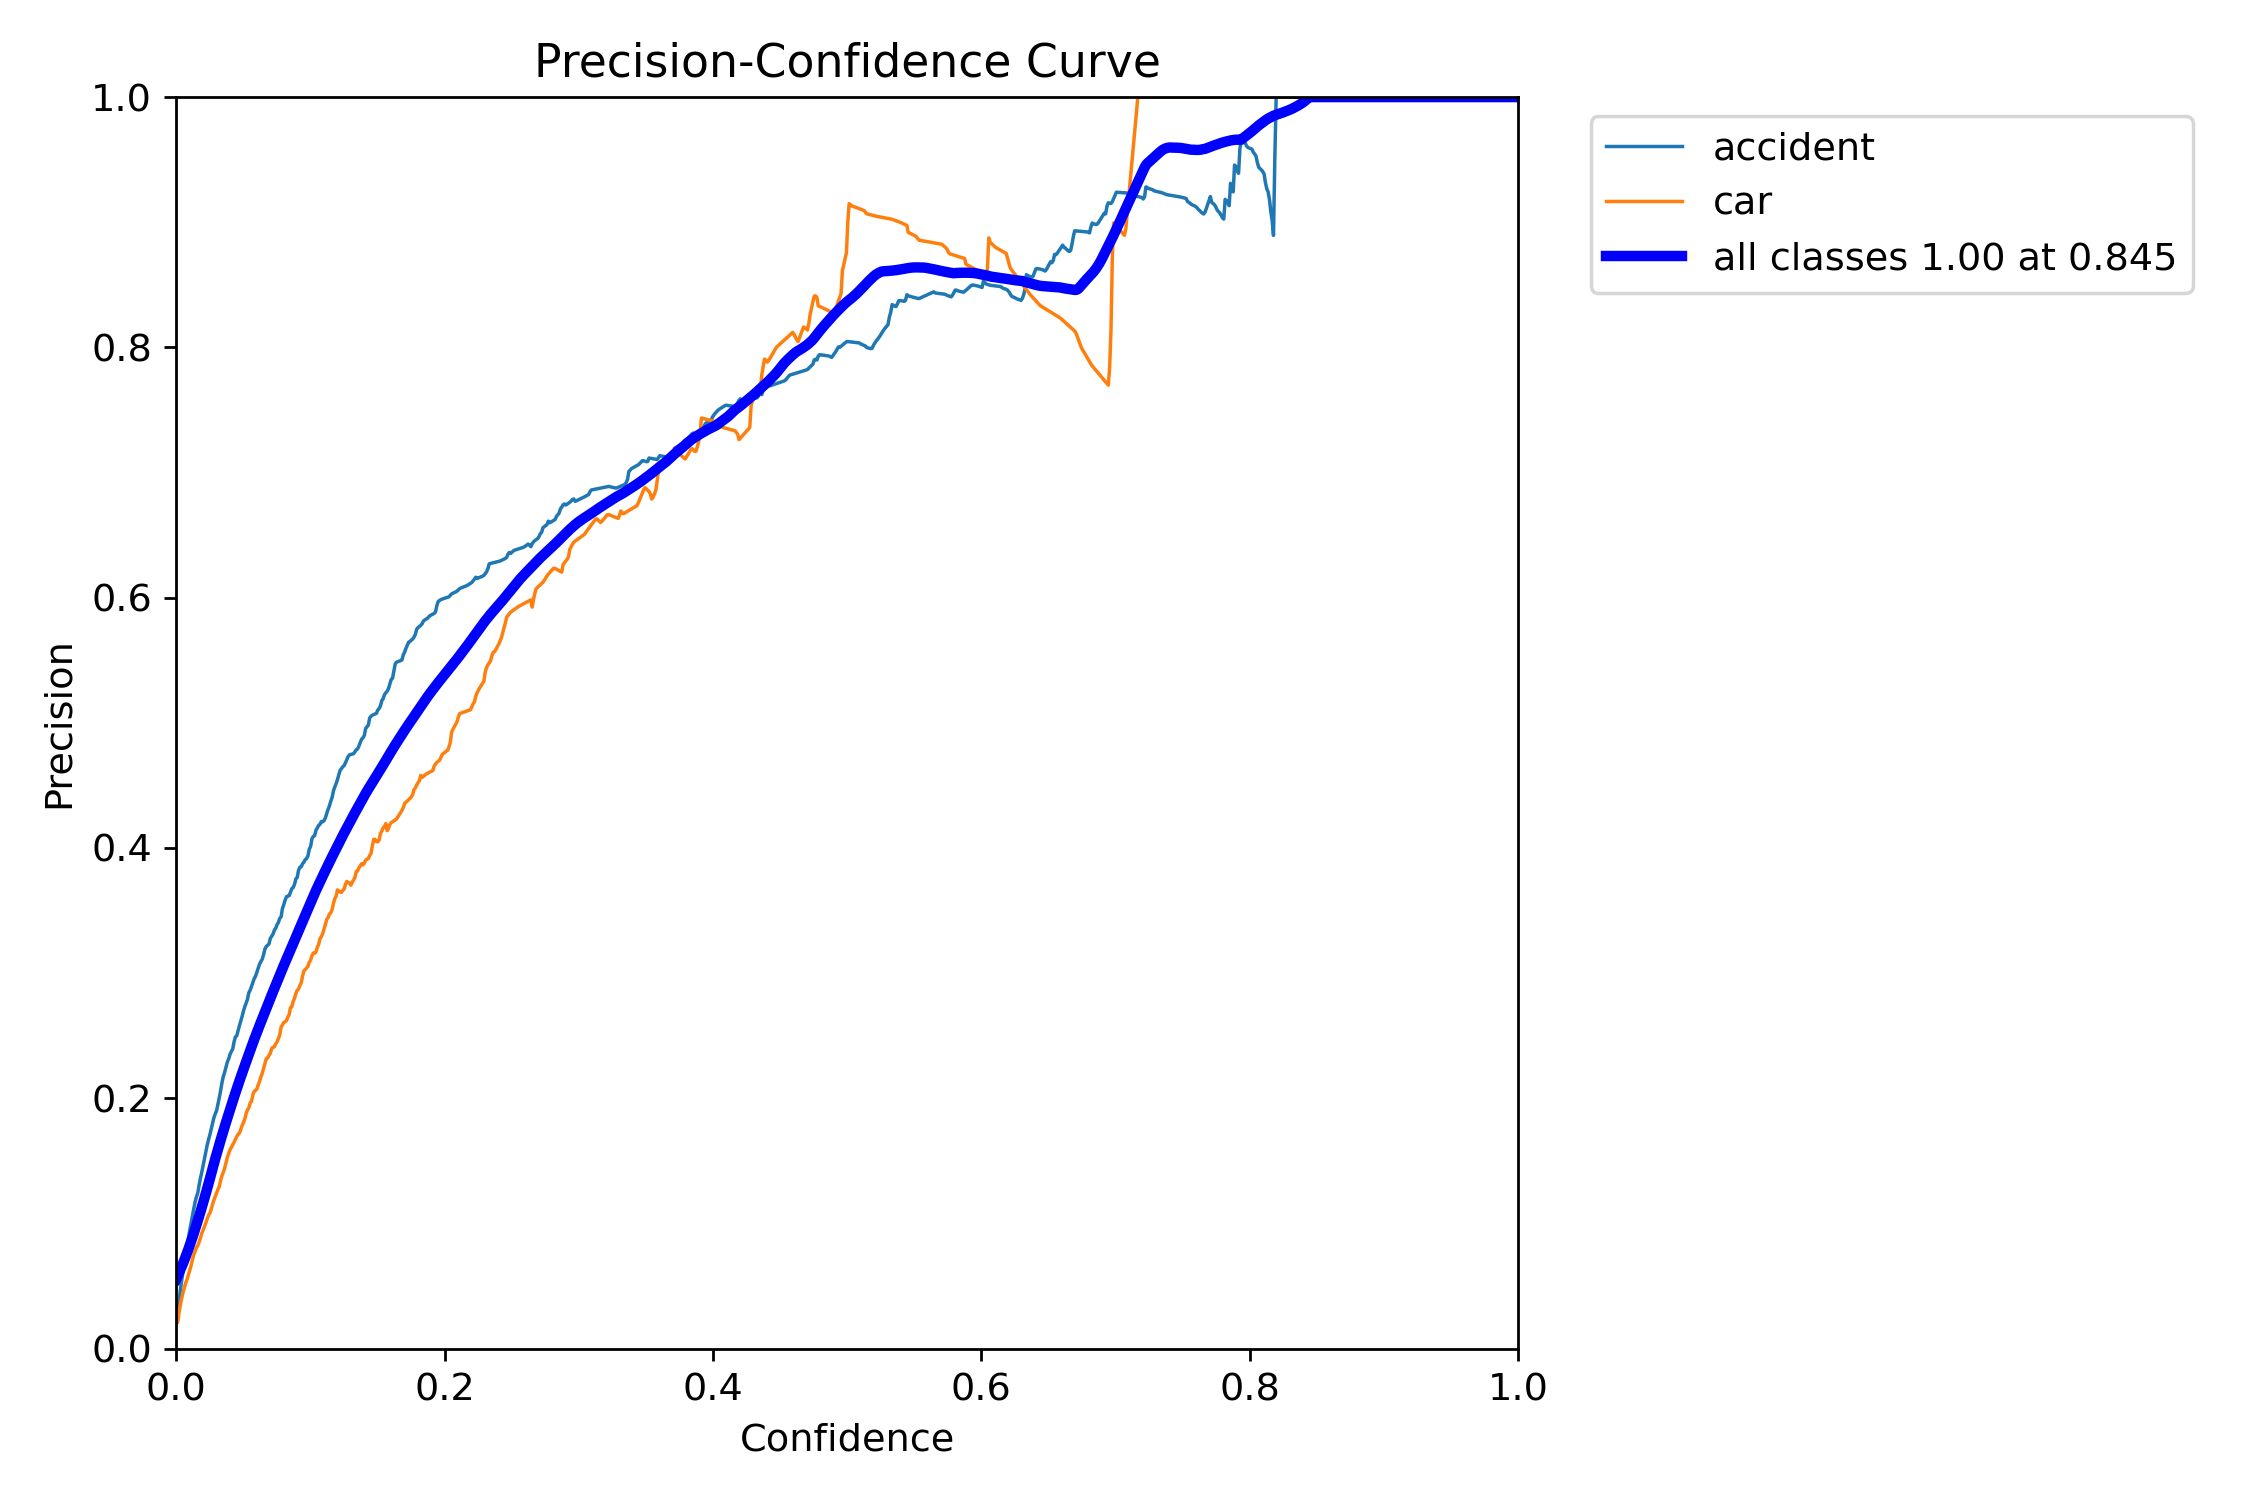 Precision-Confidence Curve
1.0
0.8
0.6
0.4
0.2
0.0
Precision
0.0 0.2 0.4 0.6 0.8 1.0
Confidence
accident
car
all classes 1.00 at 0.845